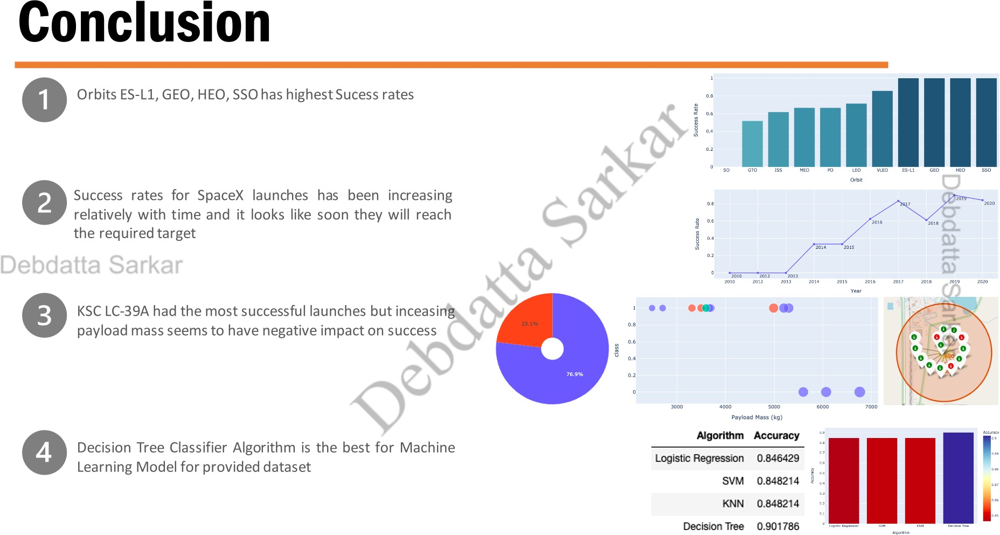 Conclusion
1
Orbits ES-L1, GEO, HEO, SSO has highest Sucess rates
2
Success rates for SpaceX launches has been increasing
relatively with time and it looks like soon they will reach
the required target
3
KSC LC-39A had the most successful launches but inceasing
payload mass seems to have negative impact on success
4
Decision Tree Classifier Algorithm is the best for Machine
Learning Model for provided dataset
Debdatta Sarkar
Debdatta Sarkar
Debdatta Sarkar
Success Rate
1
0.8
0.6
0.4
0.2
0
SO GTO ISS MEO PO LEO VLEO ES-L1 GEO HEO SSO
Orbit
Success Rate
0.8
0.6
0.4
0.2
0
2010 2012 2013 2014 2015 2016 2017 2018 2019 2020
2010 2012 2013 2014 2015 2016 2017 2018 2019 2020
Year
23.1%
76.9%
class
1
0.8
0.6
0.4
0.2
0
3000 4000 5000 6000 7000
Payload Mass (kg)
KSC
Algorithm Accuracy
Logistic Regression 0.846429
SVM 0.848214
KNN 0.848214
Decision Tree 0.901786
Accuracy
0.9
0.8
0.7
0.6
0.5
0.4
0.3
0.2
0.1
0
Logistic Regression SVM KNN Decision Tree
Algorithm
Accuracy
0.9
0.89
0.88
0.87
0.86
0.85